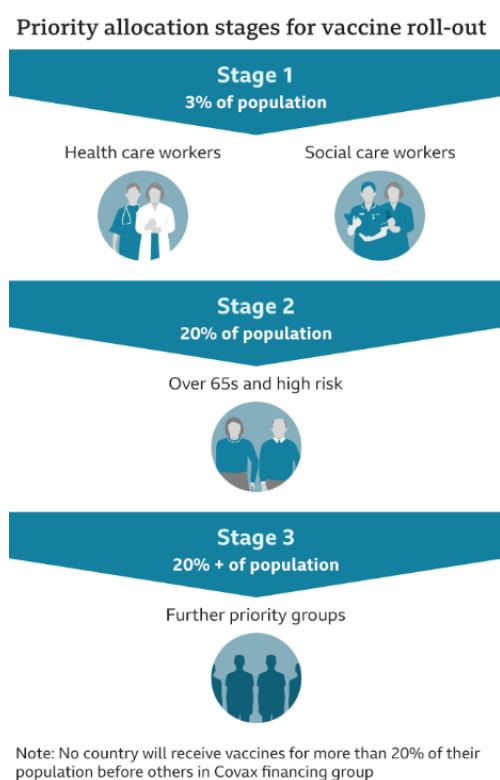 Priority allocation stages for vaccine roll-out
Stage 1
3% of population
Health care workers
Social care workers
Stage 2
20% of population
Over 65s and high risk
Stage 3
20% + of population
Further priority groups
Note: No country will receive vaccines for more than 20% of their
population before others in Covax financing group